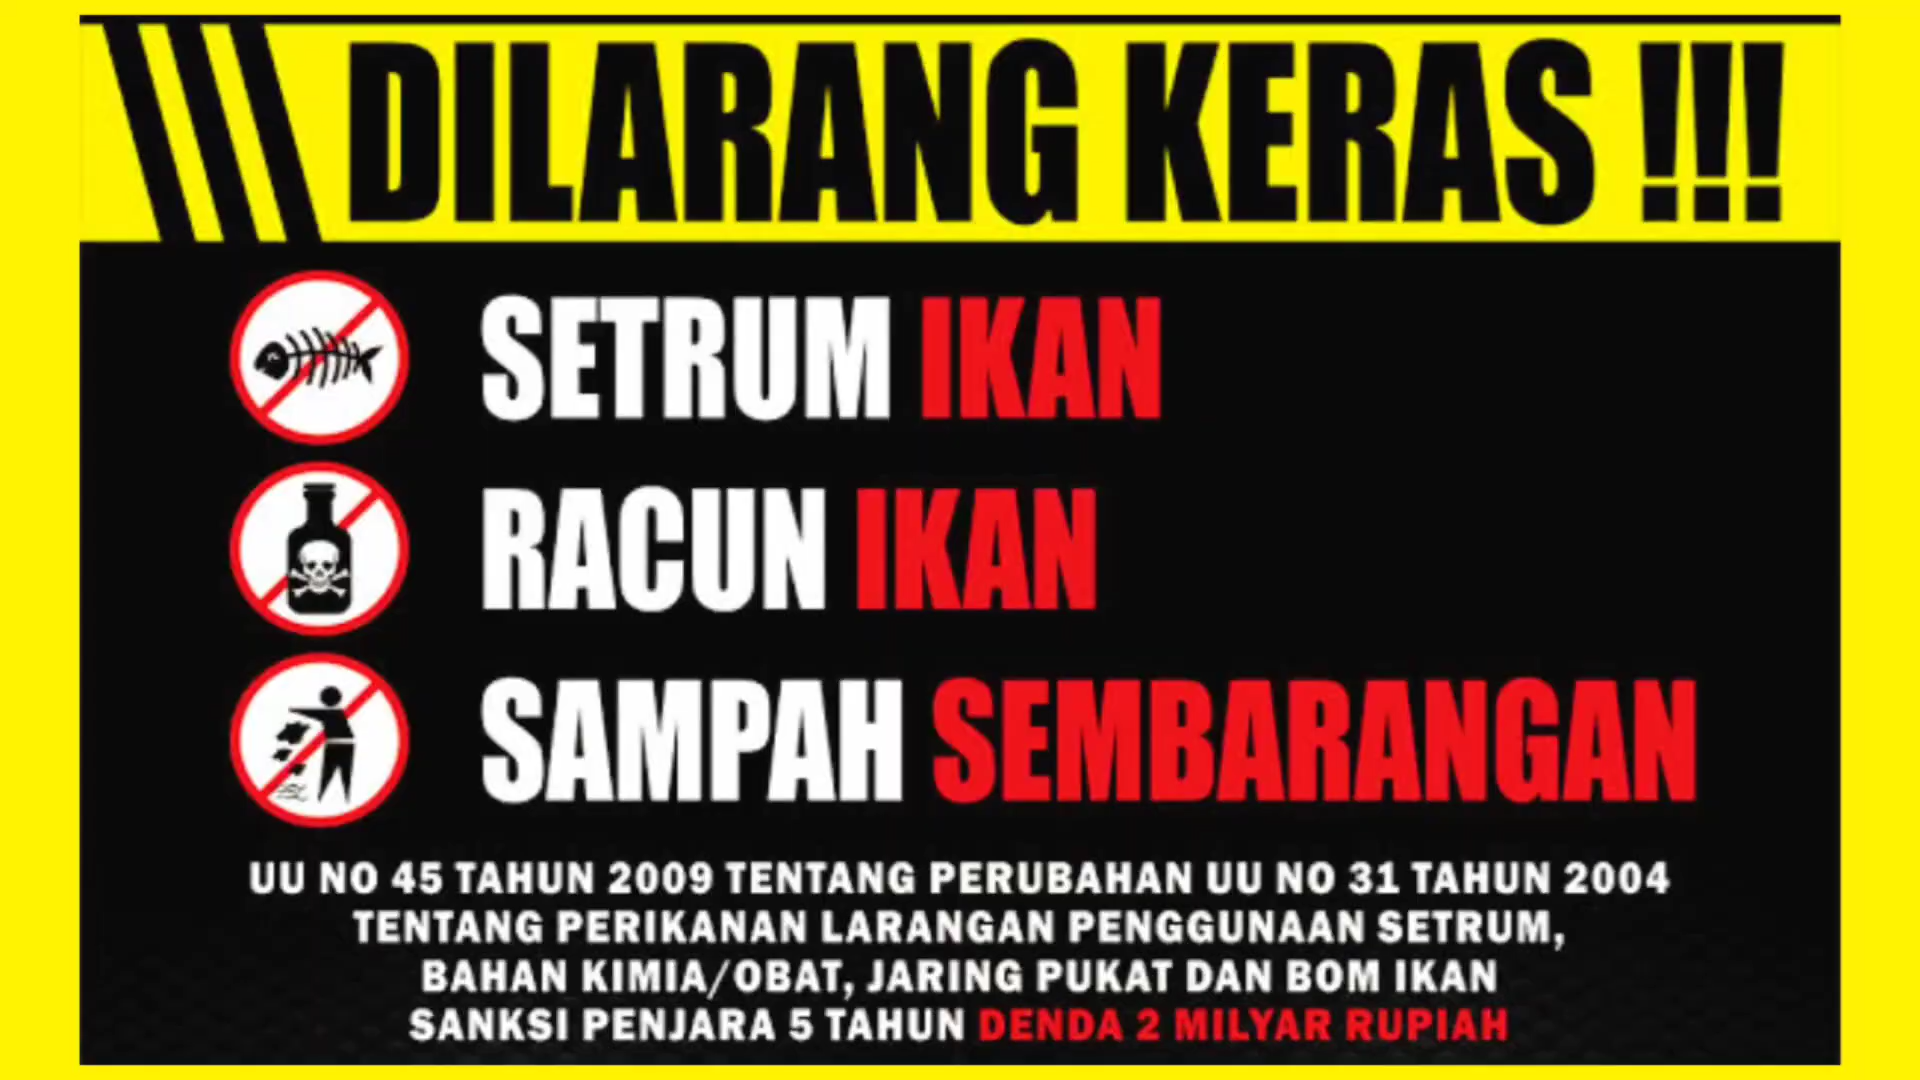 DILARANG KERAS !!!
SETRUM IKAN
RACUN IKAN
SAMPAH SEMBARANGAN
UU NO 45 TAHUN 2009 TENTANG PERUBAHAN UU NO 31 TAHUN 2004
TENTANG PERIKANAN LARANGAN PENGGUNAAN SETRUM,
BAHAN KIMIA/OBAT, JARING PUKAT DAN BOM IKAN
SANKSI PENJARA 5 TAHUN DENDA 2 MILYAR RUPIAH